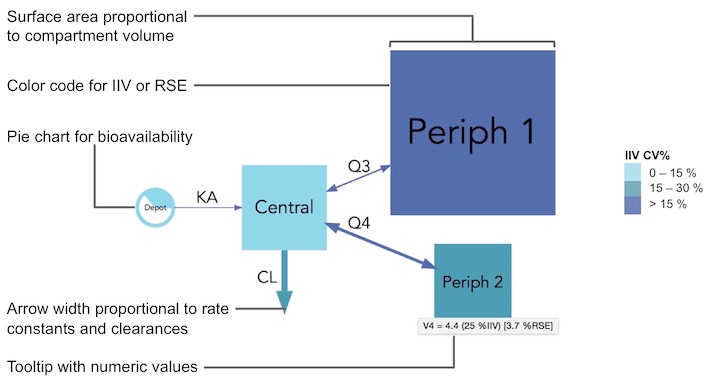 Surface area proportional
to compartment volume
Color code for IIV or RSE
Pie chart for bioavailability
Periph 1
Q3
KA
Depot
Central
Q4
CL
Periph 2
V4 = 4.4 (25 %IIV) [3.7 %RSE]
Arrow width proportional to rate
constants and clearances
Tooltip with numeric values
IIV CV%
0 – 15 %
15 – 30 %
> 15 %